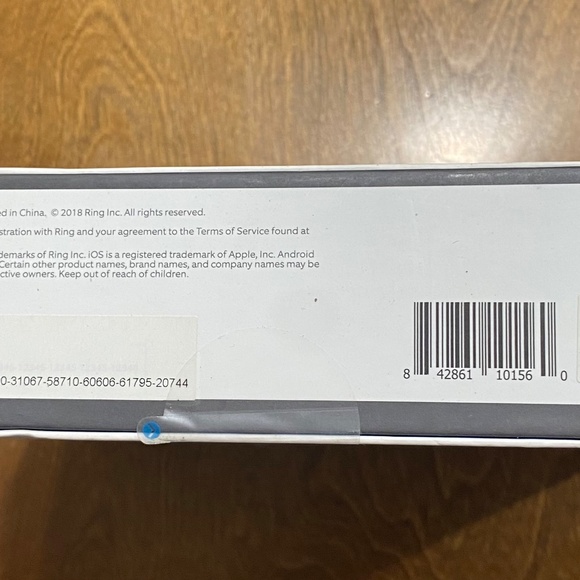 ed in China. © 2018 Ring Inc. All rights reserved.
stration with Ring and your agreement to the Terms of Service found at
demarks of Ring Inc. iOS is a registered trademark of Apple, Inc. Android
Certain other product names, brand names, and company names may be
ctive owners. Keep out of reach of children.
0-31067-58710-60606-61795-20744
8 42861 10156 0